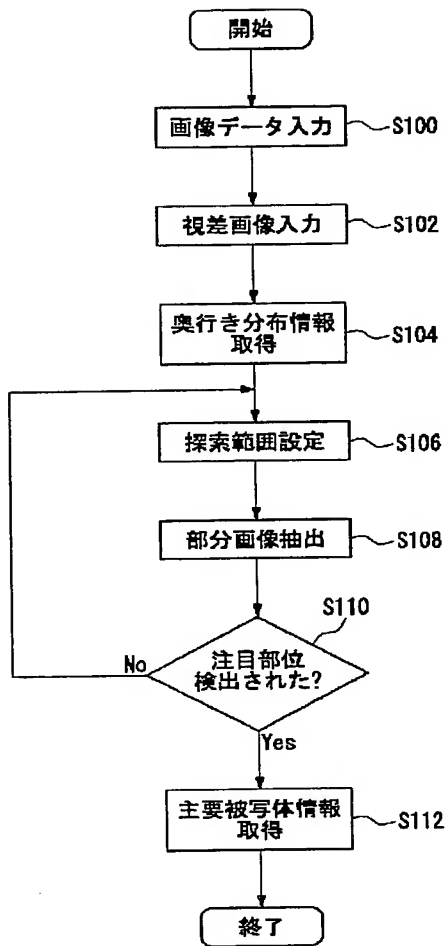 開始
画像データ入力
S100
視差画像入力
S102
奥行き分布情報
取得
S104
探索範囲設定
S106
部分画像抽出
S108
S110
注目部位
検出された?
No
Yes
主要被写体情報
取得
S112
終了